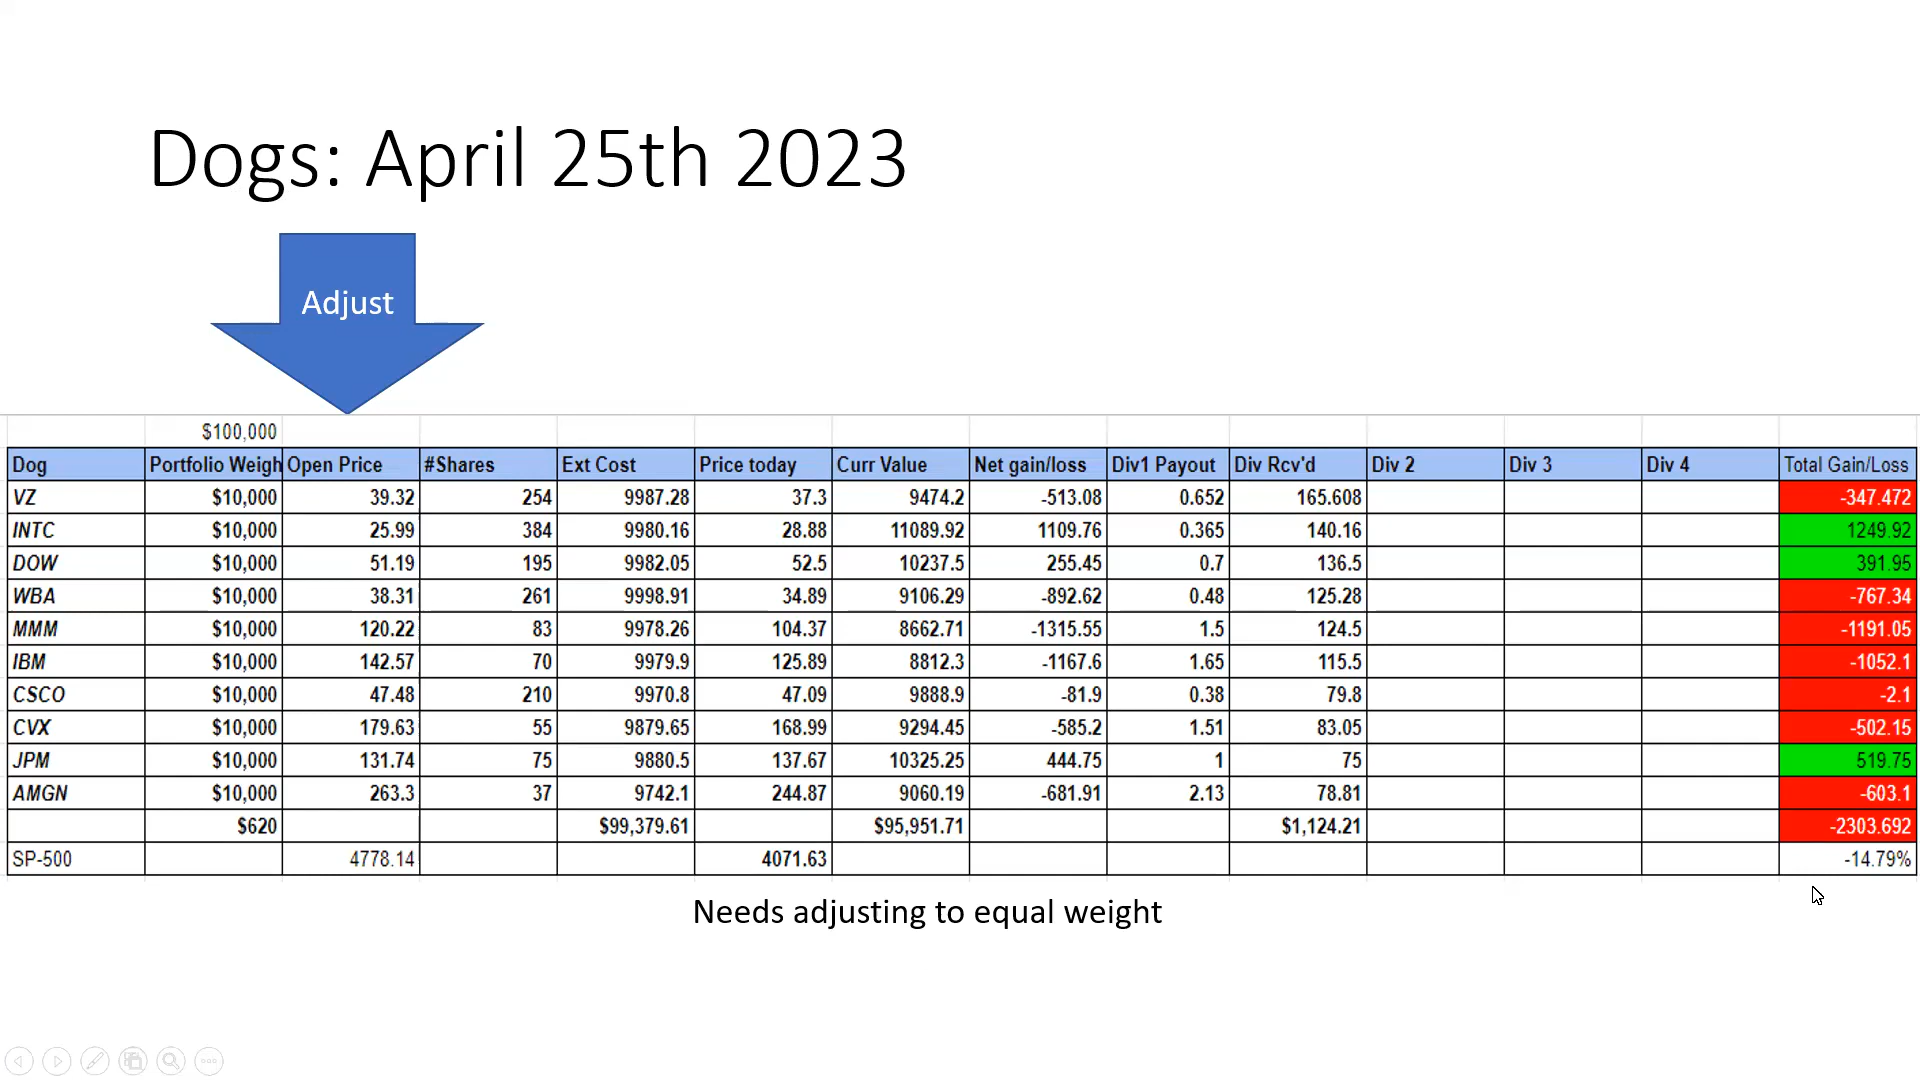 Dogs: April 25th 2023
Adjust
$100,000
Dog Portfolio Weigh Open Price #Shares Ext Cost Price today Curr Value Net gain/loss Div1 Payout Div Rcv'd Div 2 Div 3 Div 4 Total Gain/Loss
VZ $10,000 39.32 254 9987.28 37.3 9474.2 -513.08 0.652 165.608 -347.472
INTC $10,000 25.99 384 9980.16 28.88 11089.92 1109.76 0.365 140.16 1249.92
DOW $10,000 51.19 195 9982.05 52.5 10237.5 255.45 0.7 136.5 391.95
WBA $10,000 38.31 261 9998.91 34.89 9106.29 -892.62 0.48 125.28 -767.34
MMM $10,000 120.22 83 9978.26 104.37 8662.71 -1315.55 1.5 124.5 -1191.05
IBM $10,000 142.57 70 9979.9 125.89 8812.3 -1167.6 1.65 115.5 -1052.1
CSCO $10,000 47.48 210 9970.8 47.09 9888.9 -81.9 0.38 79.8 -2.1
CVX $10,000 179.63 55 9879.65 168.99 9294.45 -585.2 1.51 83.05 -502.15
JPM $10,000 131.74 75 9880.5 137.67 10325.25 444.75 1 75 519.75
AMGN $10,000 263.3 37 9742.1 244.87 9060.19 -681.91 2.13 78.81 -603.1
$620 $99,379.61 $95,951.71 $1,124.21 -2303.692
SP-500 4778.14 4071.63 -14.79%
Needs adjusting to equal weight